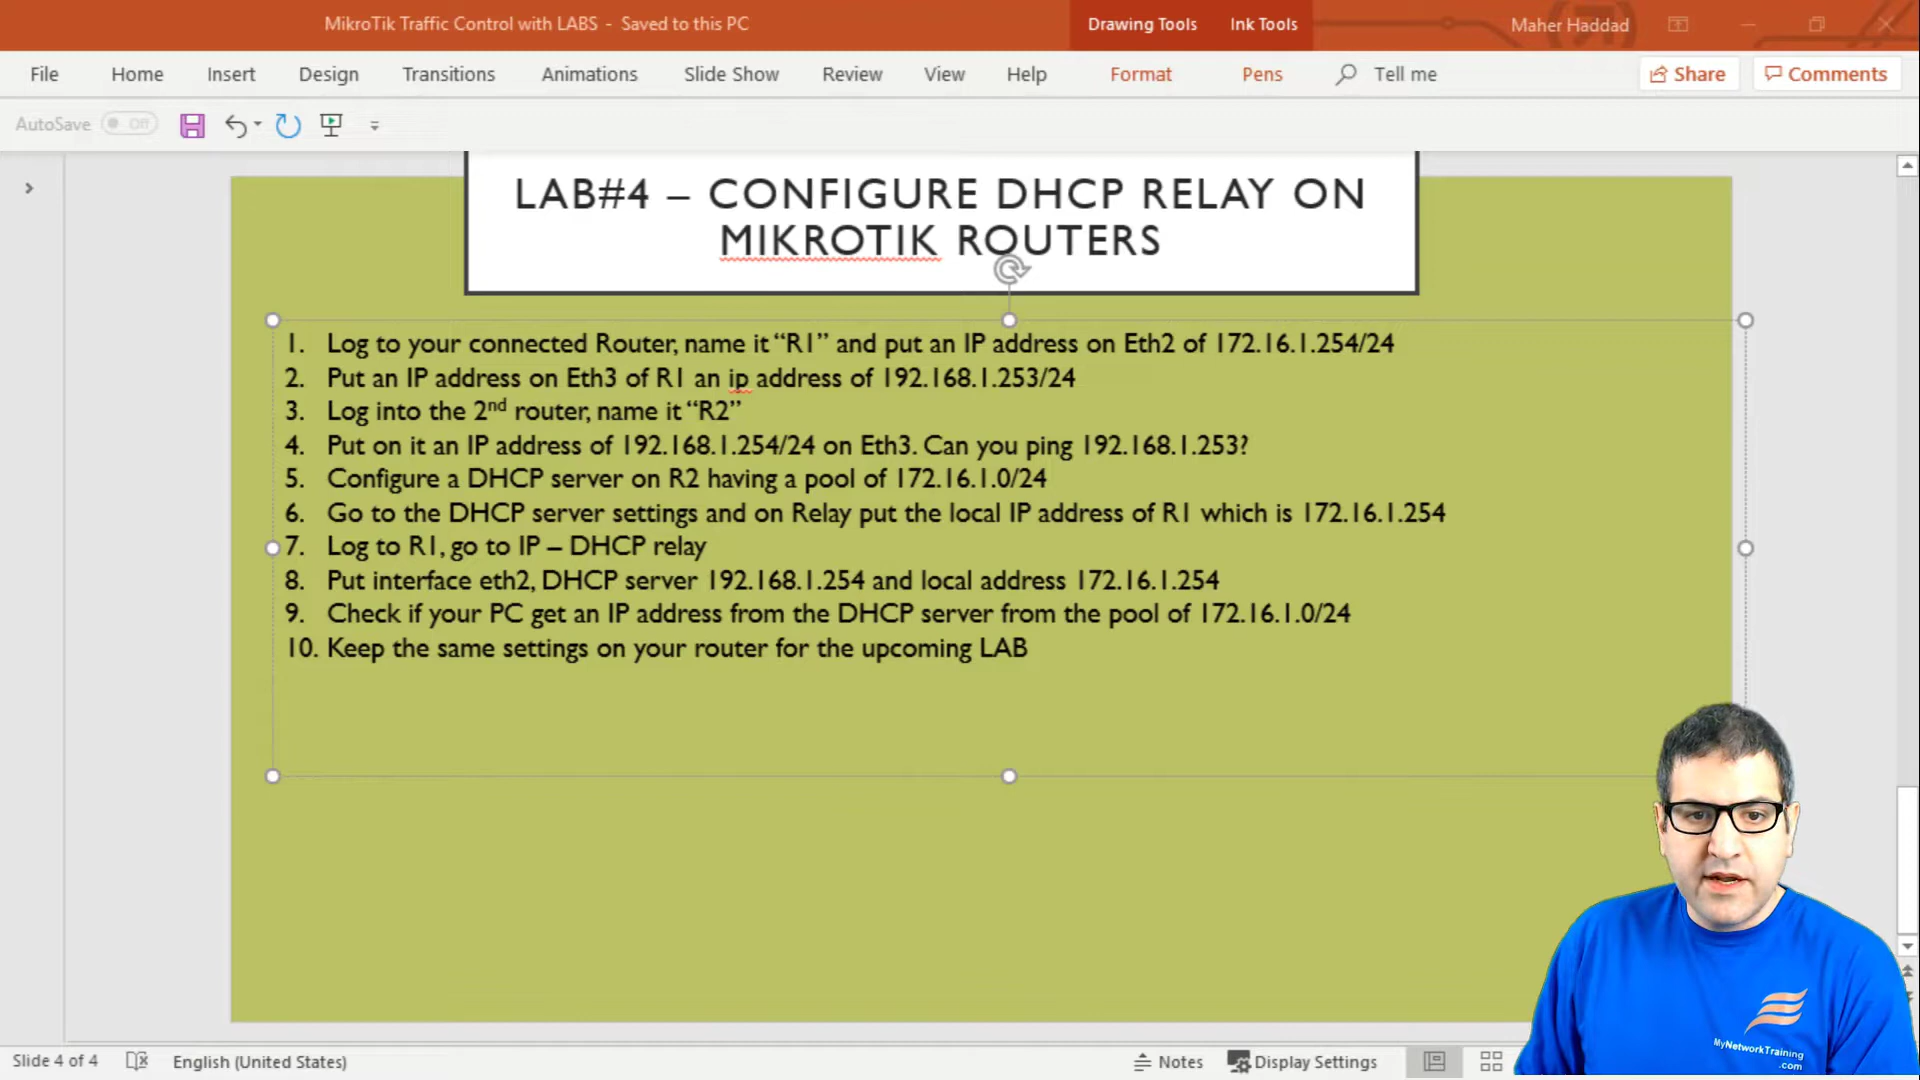 MikroTik Traffic Control with LABS - Saved to this PC
Drawing Tools
Ink Tools
Maher Haddad
File Home Insert Design Transitions Animations Slide Show Review View Help Format Pens Tell me Share Comments
AutoSave Off
LAB#4 – CONFIGURE DHCP RELAY ON
MIKROTIK ROUTERS
1. Log to your connected Router, name it “R1” and put an IP address on Eth2 of 172.16.1.254/24
2. Put an IP address on Eth3 of R1 an ip address of 192.168.1.253/24
3. Log into the 2nd router, name it “R2”
4. Put on it an IP address of 192.168.1.254/24 on Eth3. Can you ping 192.168.1.253?
5. Configure a DHCP server on R2 having a pool of 172.16.1.0/24
6. Go to the DHCP server settings and on Relay put the local IP address of R1 which is 172.16.1.254
7. Log to R1, go to IP – DHCP relay
8. Put interface eth2, DHCP server 192.168.1.254 and local address 172.16.1.254
9. Check if your PC get an IP address from the DHCP server from the pool of 172.16.1.0/24
10. Keep the same settings on your router for the upcoming LAB
MyNetworkTraining
.com
Slide 4 of 4 English (United States) Notes Display Settings